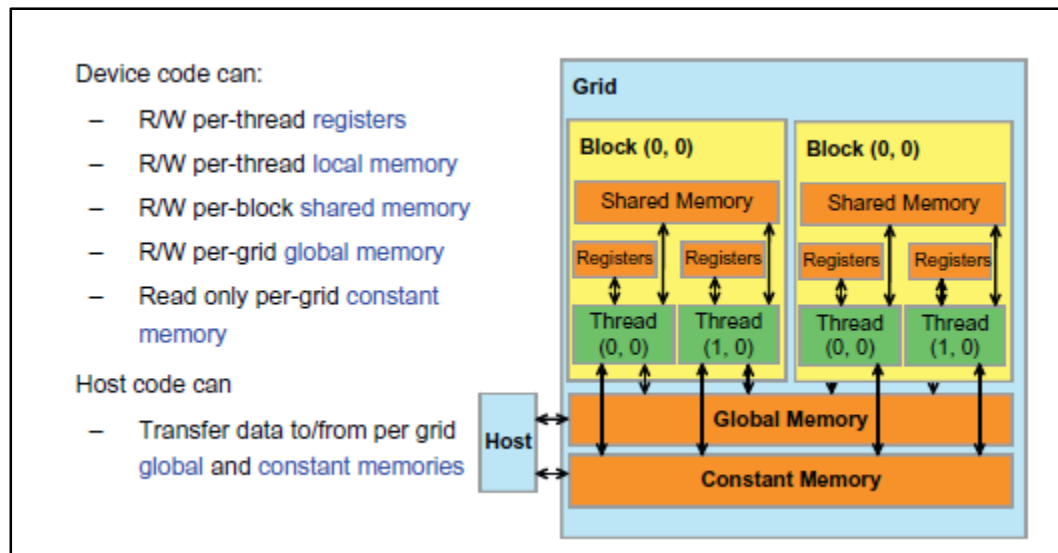 Device code can:
– R/W per-thread registers
– R/W per-thread local memory
– R/W per-block shared memory
– R/W per-grid global memory
– Read only per-grid constant
memory
Host code can
– Transfer data to/from per grid
global and constant memories
Grid
Block (0, 0)
Shared Memory
Registers
Registers
Thread
(0, 0)
Thread
(1, 0)
Block (0, 0)
Shared Memory
Registers
Registers
Thread
(0, 0)
Thread
(1, 0)
Host
Global Memory
Constant Memory